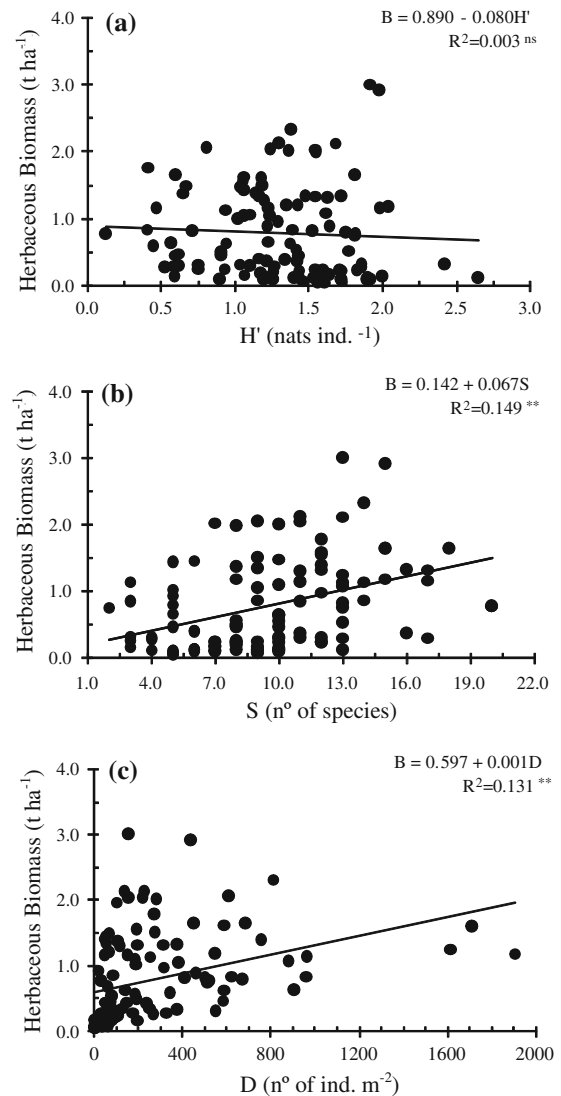 (a)
B = 0.890 - 0.080H'
R²=0.003 ns
Herbaceous Biomass (t ha⁻¹)
4.0
3.0
2.0
1.0
0.0
0.0 0.5 1.0 1.5 2.0 2.5 3.0
H' (nats ind. ⁻¹)
(b)
B = 0.142 + 0.067S
R²=0.149 **
Herbaceous Biomass (t ha⁻¹)
4.0
3.0
2.0
1.0
0.0
1.0 4.0 7.0 10.0 13.0 16.0 19.0 22.0
S (nº of species)
(c)
B = 0.597 + 0.001D
R²=0.131 **
Herbaceous Biomass (t ha⁻¹)
4.0
3.0
2.0
1.0
0.0
0 400 800 1200 1600 2000
D (nº of ind. m⁻²)